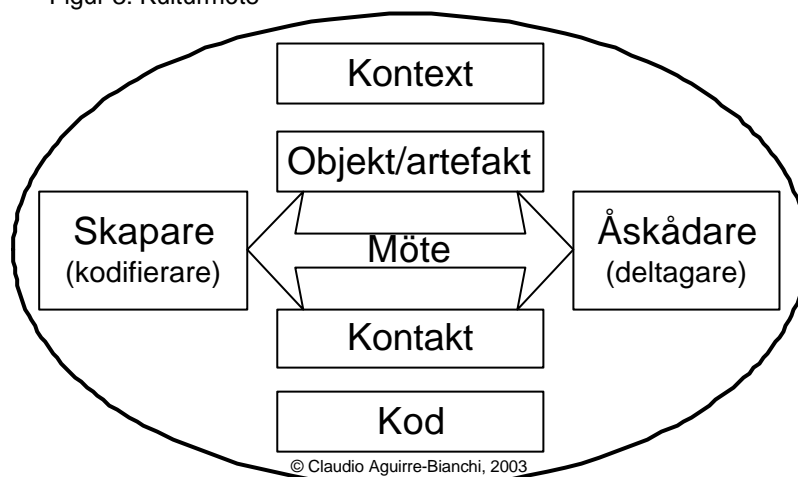 Kontext
Objekt/artefakt
Skapare
(kodifierare)
Möte
Åskådare
(deltagare)
Kontakt
Kod
© Claudio Aguirre-Bianchi, 2003